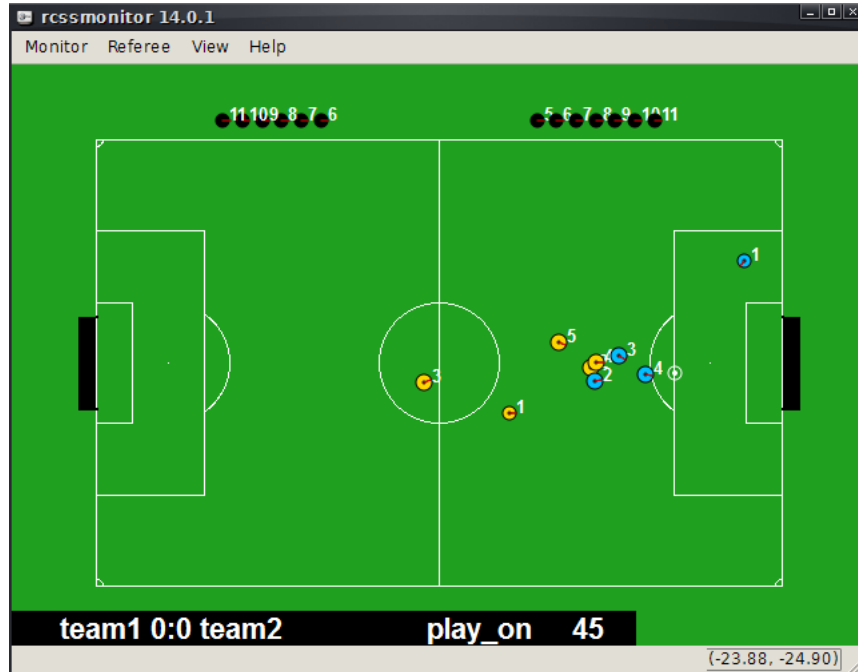 rcssmonitor 14.0.1
Monitor Referee View Help
11 10 9 8 7 6 5 6 7 8 9 10 11
1
5
3
3
4
2
1
team1 0:0 team2 play_on 45
(-23.88, -24.90)